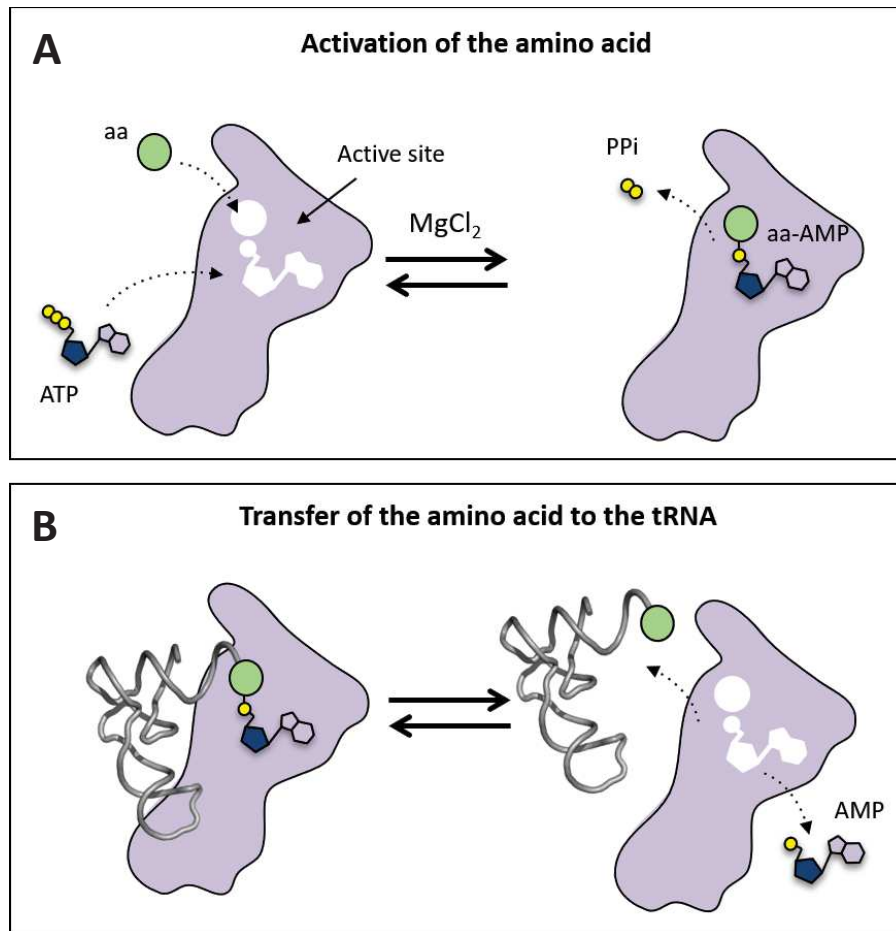 A
Activation of the amino acid
aa
Active site
ATP
MgCl₂
PPi
aa-AMP
B
Transfer of the amino acid to the tRNA
AMP